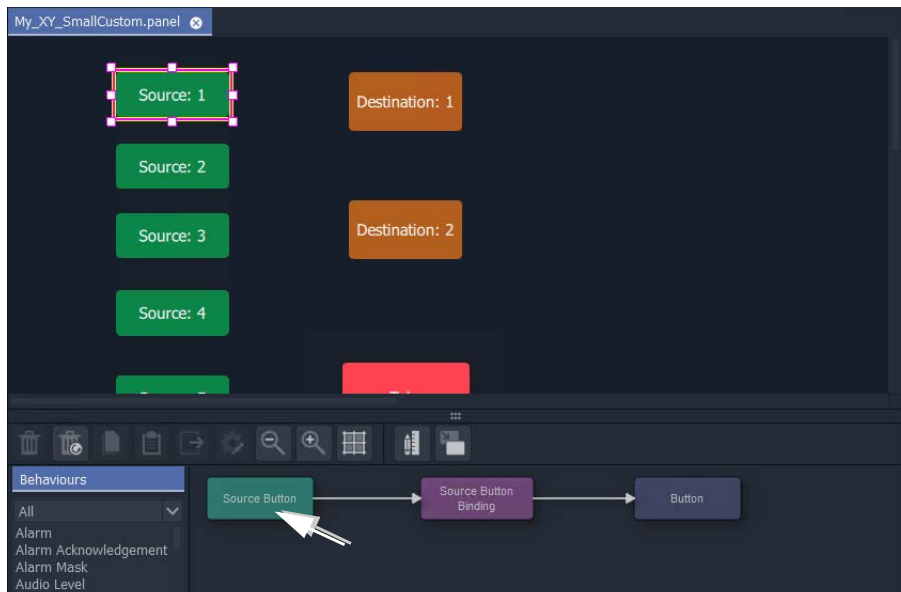 My_XY_SmallCustom.panel
Source: 1
Destination: 1
Source: 2
Source: 3
Destination: 2
Source: 4
Behaviours
All
Alarm
Alarm Acknowledgement
Alarm Mask
Audio Level
Source Button
Source Button
Binding
Button